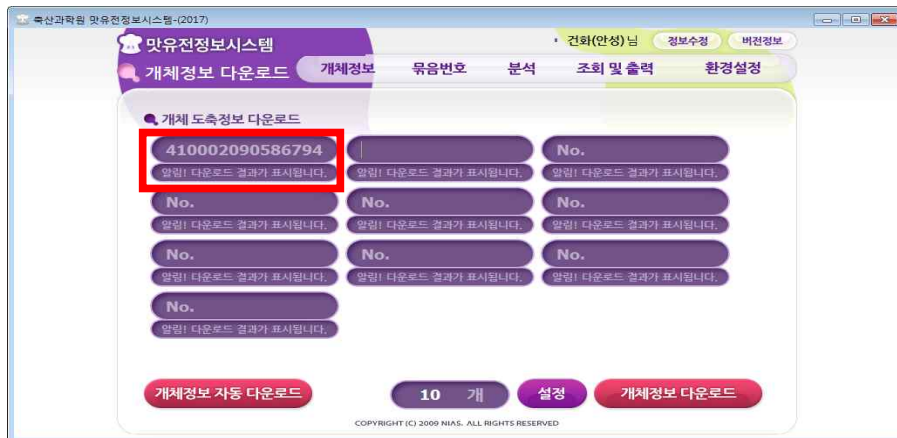 축산과학원 맛유전정보시스템-(2017)
맛유전정보시스템
건화(안성)님 정보수정 버전정보
개체정보 다운로드
개체정보 묶음번호 분석 조회 및 출력 환경설정
개체 도축정보 다운로드
410002090586794 No.
알림! 다운로드 결과가 표시됩니다. 알림! 다운로드 결과가 표시됩니다. 알림! 다운로드 결과가 표시됩니다.
No. No. No.
알림! 다운로드 결과가 표시됩니다. 알림! 다운로드 결과가 표시됩니다. 알림! 다운로드 결과가 표시됩니다.
No. No. No.
알림! 다운로드 결과가 표시됩니다. 알림! 다운로드 결과가 표시됩니다. 알림! 다운로드 결과가 표시됩니다.
No.
알림! 다운로드 결과가 표시됩니다.
개체정보 자동 다운로드 10 개 설정 개체정보 다운로드
COPYRIGHT (C) 2009 NIAS. ALL RIGHTS RESERVED